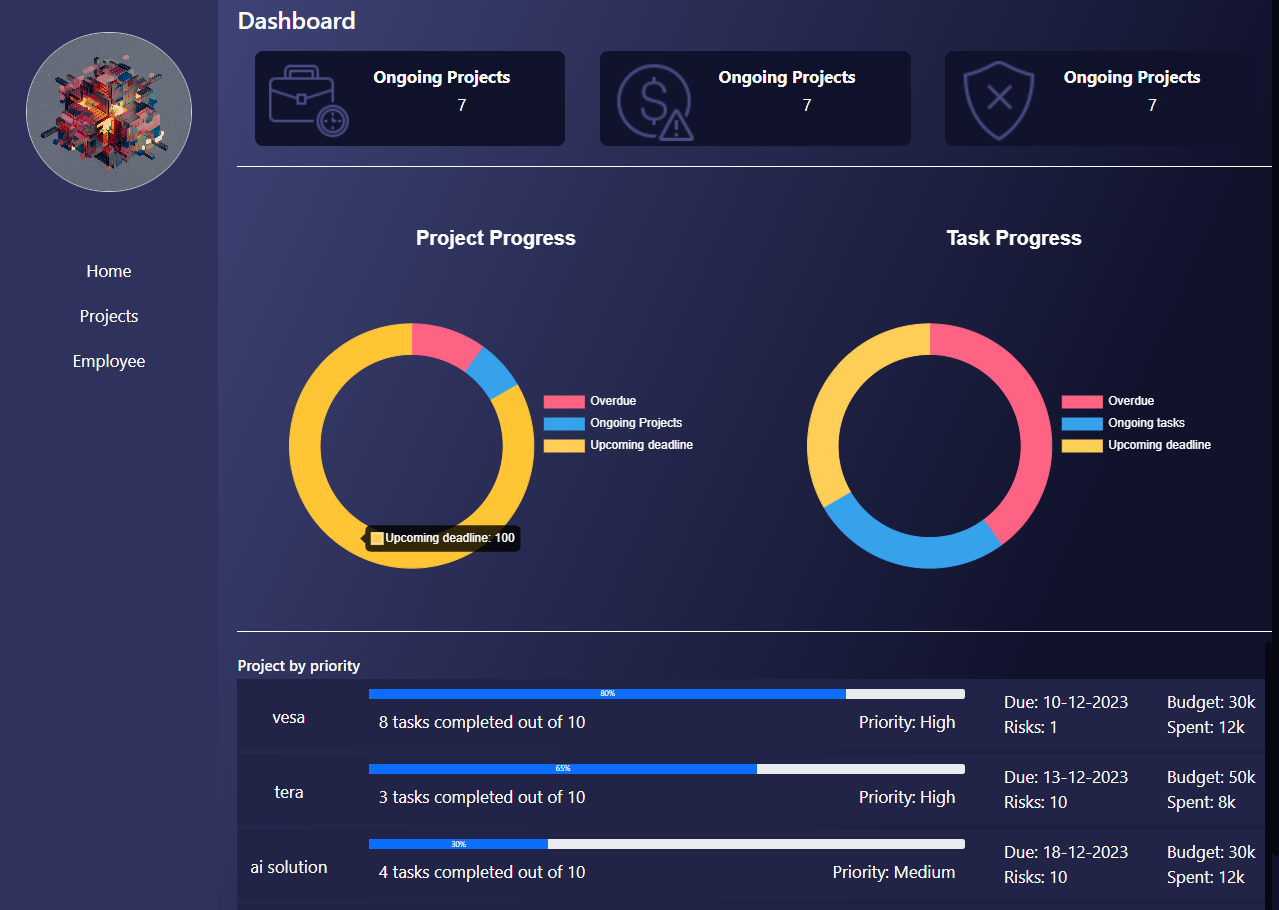 Dashboard
Ongoing Projects
7
Ongoing Projects
7
Ongoing Projects
7
Home
Projects
Employee
Project Progress
Overdue
Ongoing Projects
Upcoming deadline
Upcoming deadline: 100
Task Progress
Overdue
Ongoing tasks
Upcoming deadline
Project by priority
vesa
80%
8 tasks completed out of 10
Priority: High
Due: 10-12-2023
Risks: 1
Budget: 30k
Spent: 12k
tera
65%
3 tasks completed out of 10
Priority: High
Due: 13-12-2023
Risks: 10
Budget: 50k
Spent: 8k
ai solution
30%
4 tasks completed out of 10
Priority: Medium
Due: 18-12-2023
Risks: 10
Budget: 30k
Spent: 12k